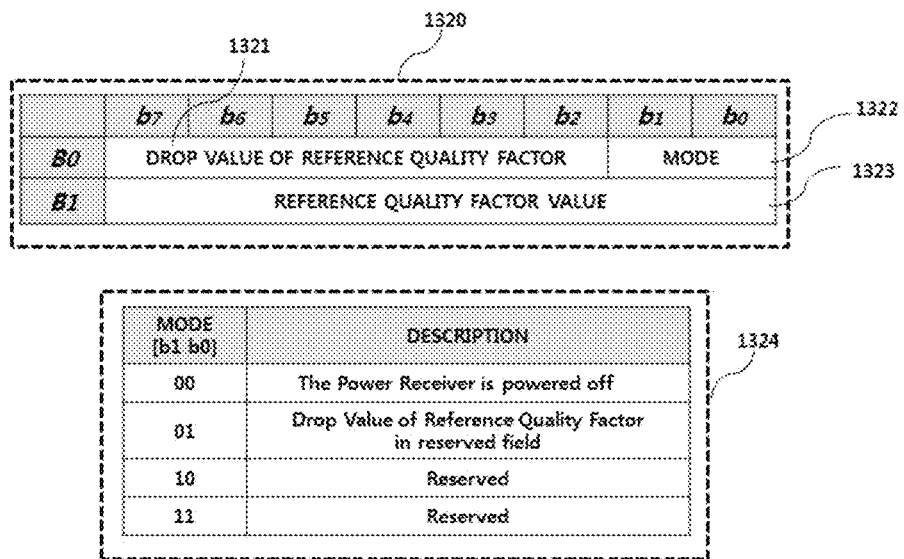 1320
1321
b7 b6 b5 b4 b3 b2 b1 b0
1322
B0 DROP VALUE OF REFERENCE QUALITY FACTOR MODE
1323
B1 REFERENCE QUALITY FACTOR VALUE
MODE [b1 b0] DESCRIPTION
1324
00 The Power Receiver is powered off
01 Drop Value of Reference Quality Factor
in reserved field
10 Reserved
11 Reserved